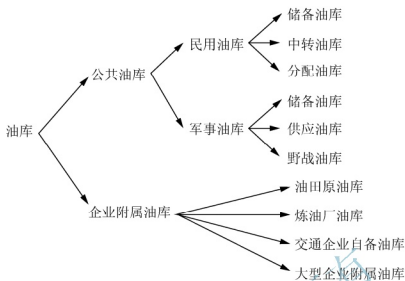 储备油库
民用油库
中转油库
公共油库
分配油库
储备油库
油库
军事油库
供应油库
野战油库
油田原油库
企业附属油库
炼油厂油库
交通企业自备油库
大型企业附属油库